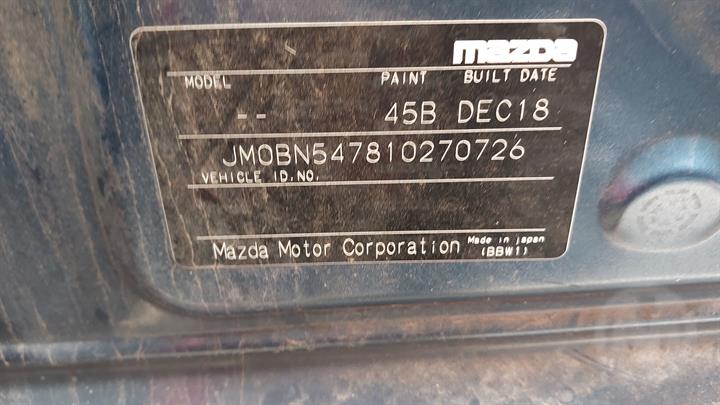 mazda
MODEL PAINT BUILT DATE
-- 45B DEC18
JM0BN547810270726
VEHICLE ID.NO.
Mazda Motor Corporation Made in japan
(BBW1)